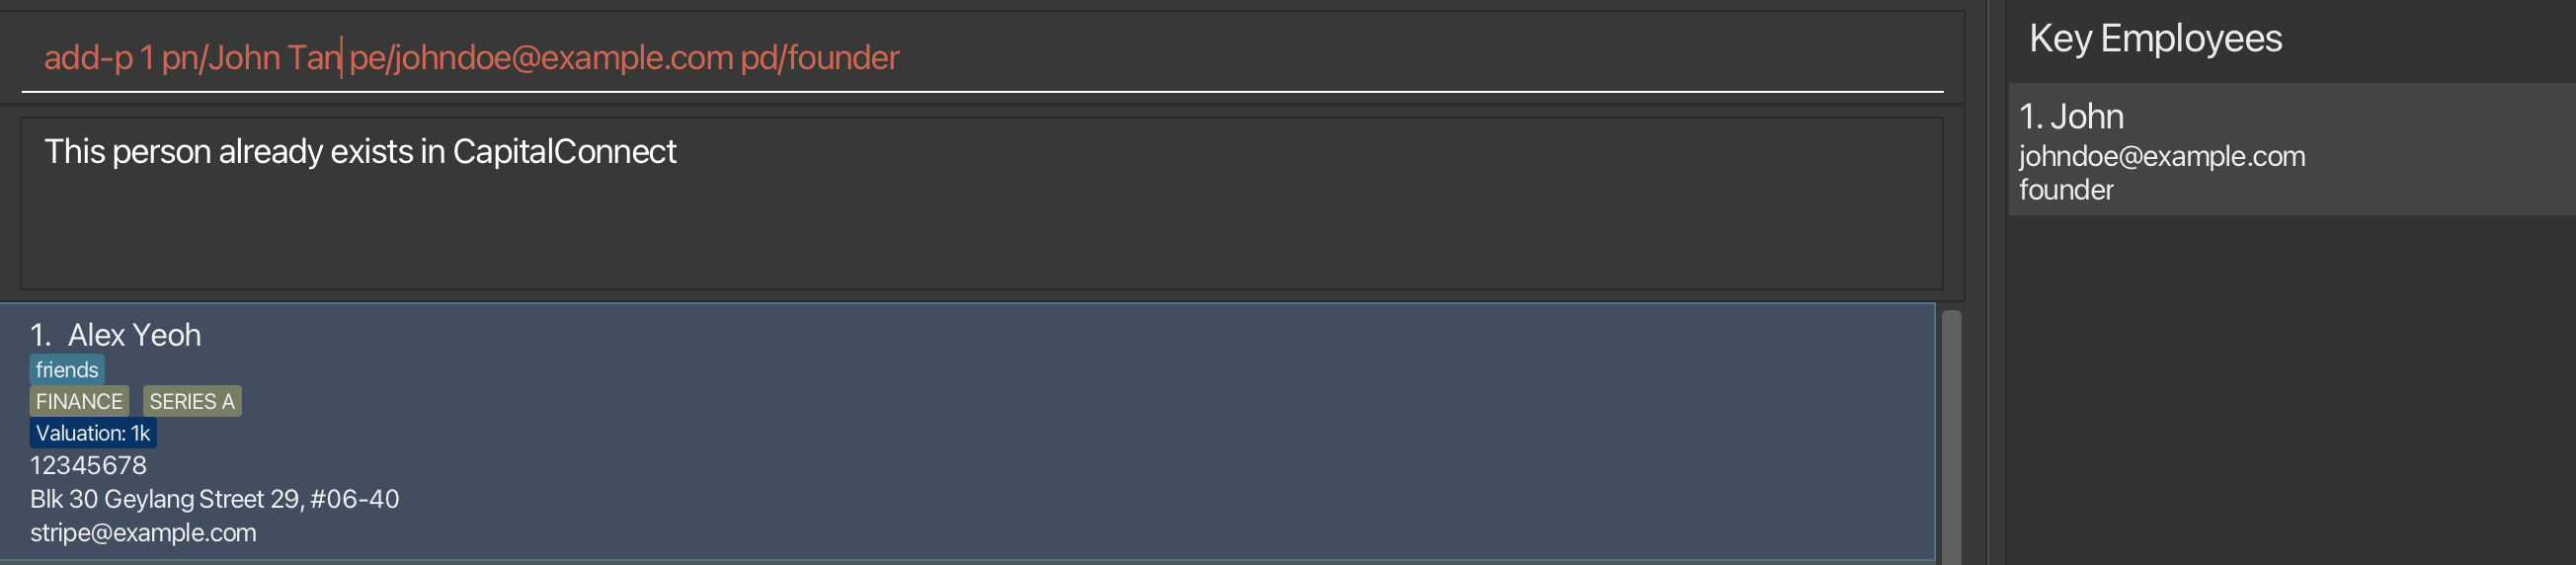 add-p 1 pn/John Tan pe/johndoe@example.com pd/founder
This person already exists in CapitalConnect
1. Alex Yeoh
friends
FINANCE SERIES A
Valuation: 1k
12345678
Blk 30 Geylang Street 29, #06-40
stripe@example.com
Key Employees
1. John
johndoe@example.com
founder